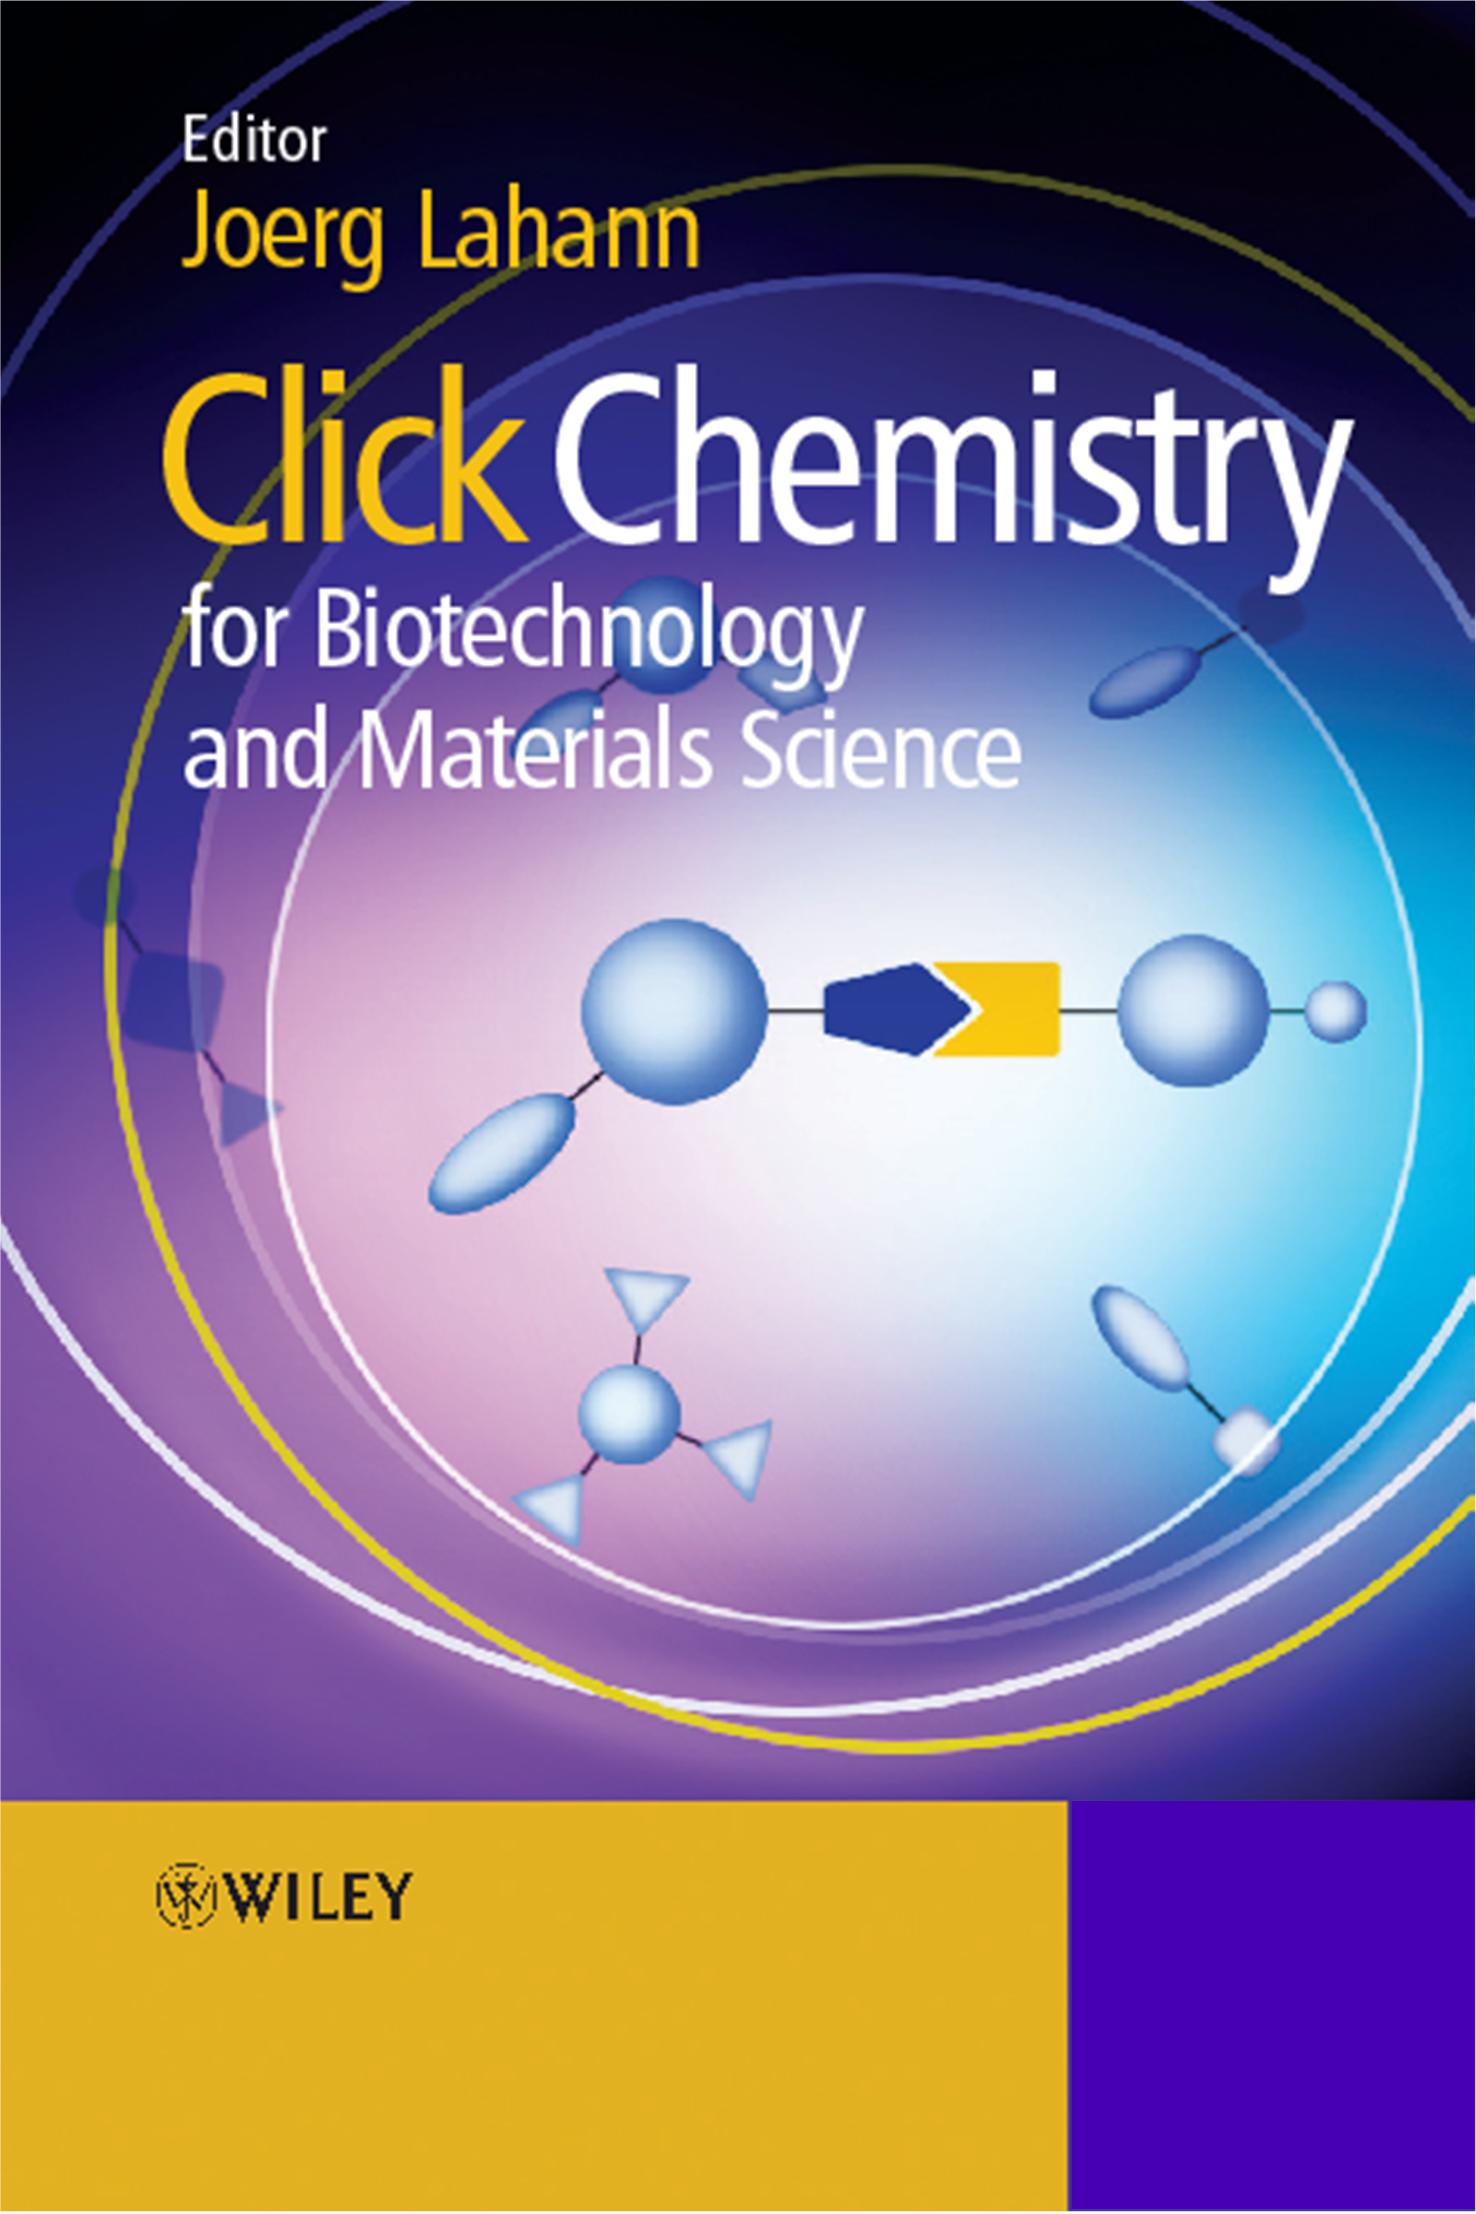 Editor
Joerg Lahann
Click Chemistry
for Biotechnology
and Materials Science
WILEY